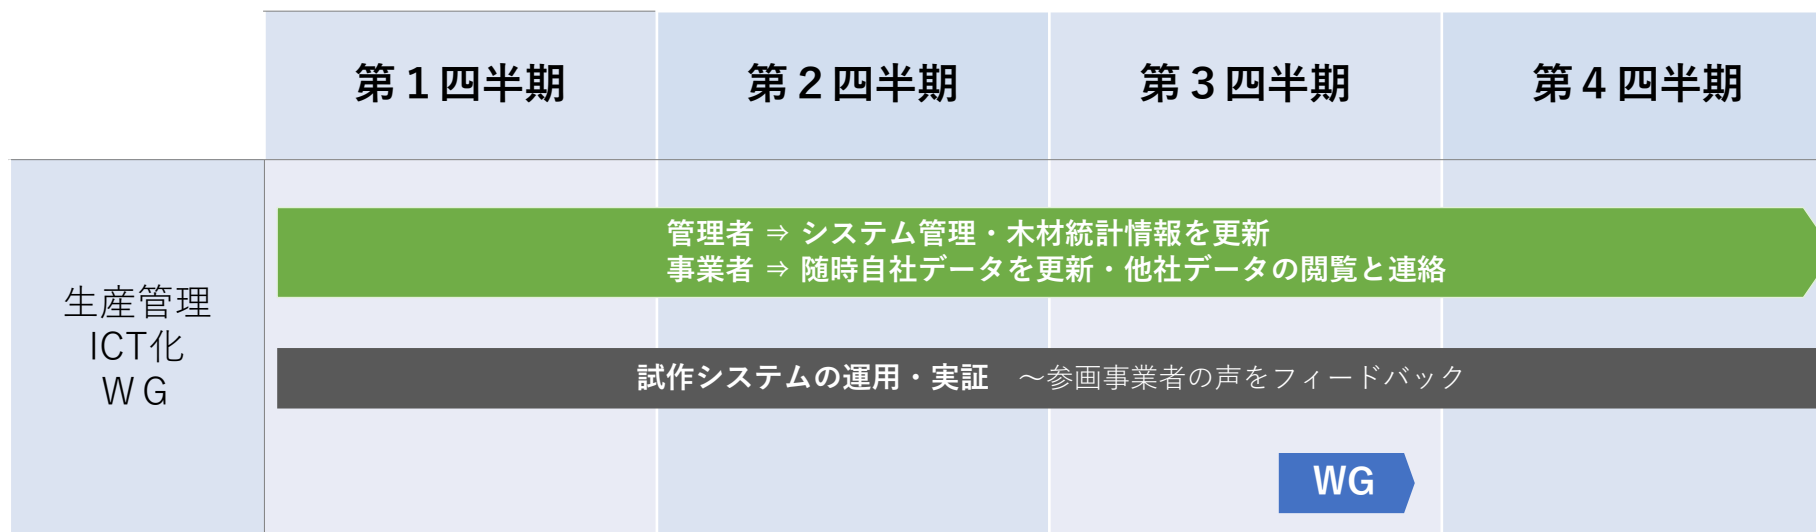 第１四半期
第２四半期
第３四半期
第４四半期
生産管理
ICT化
ＷＧ
管理者 ⇒ システム管理・木材統計情報を更新
事業者 ⇒ 随時自社データを更新・他社データの閲覧と連絡
試作システムの運用・実証　～参画事業者の声をフィードバック
WG